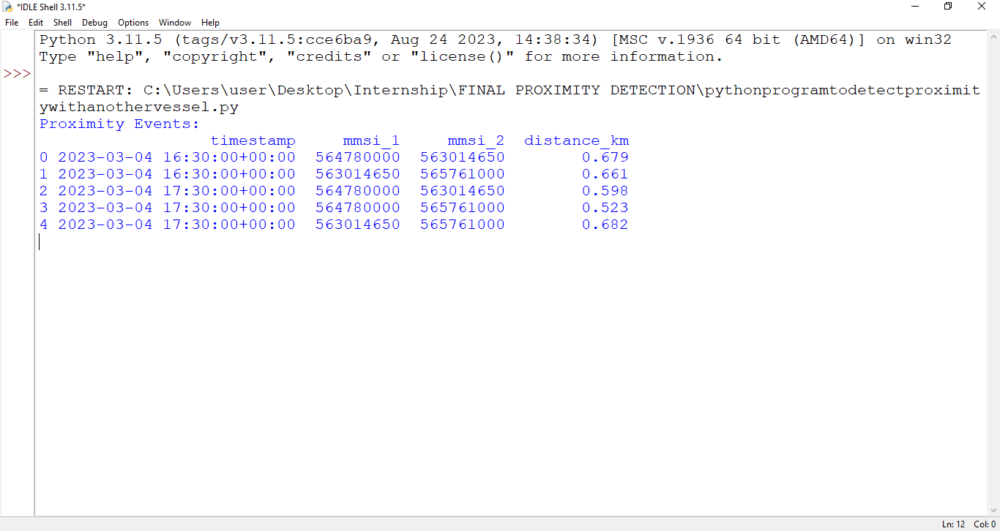 *IDLE Shell 3.11.5*
File Edit Shell Debug Options Window Help
Python 3.11.5 (tags/v3.11.5:cce6ba9, Aug 24 2023, 14:38:34) [MSC v.1936 64 bit (AMD64)] on win32
Type "help", "copyright", "credits" or "license()" for more information.
>>>
= RESTART: C:\Users\user\Desktop\Internship\FINAL PROXIMITY DETECTION\pythonprogramtodetectproximit
ywithanothervessel.py
Proximity Events:
timestamp mmsi_1 mmsi_2 distance_km
0 2023-03-04 16:30:00+00:00 564780000 563014650 0.679
1 2023-03-04 16:30:00+00:00 563014650 565761000 0.661
2 2023-03-04 17:30:00+00:00 564780000 563014650 0.598
3 2023-03-04 17:30:00+00:00 564780000 565761000 0.523
4 2023-03-04 17:30:00+00:00 563014650 565761000 0.682
Ln: 12 Col: 0